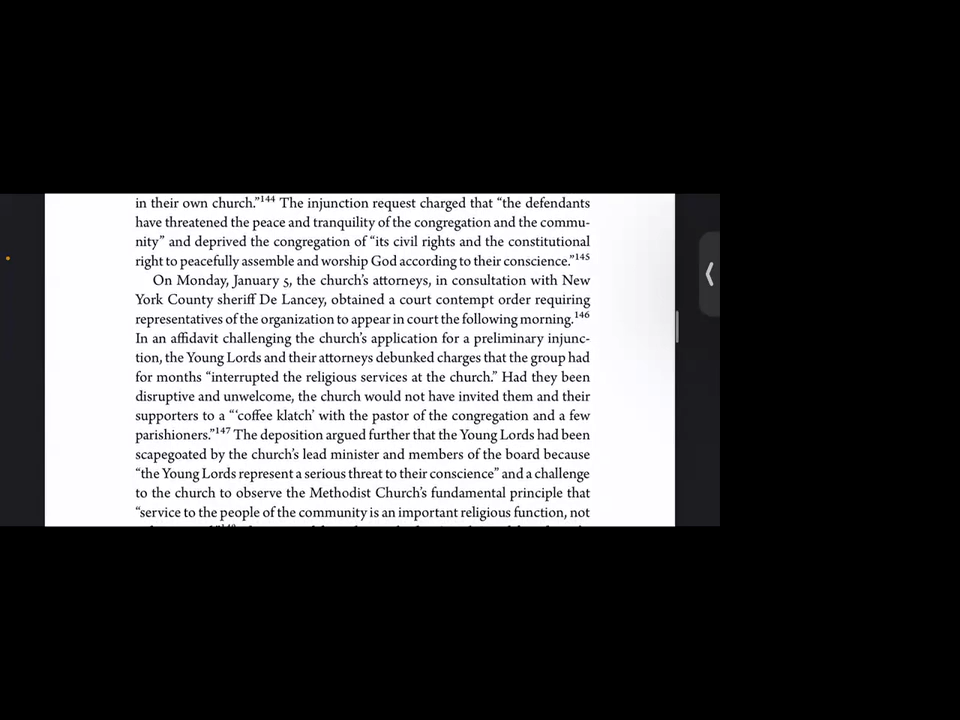 in their own church.”144 The injunction request charged that “the defendants
have threatened the peace and tranquility of the congregation and the commu-
nity” and deprived the congregation of “its civil rights and the constitutional
right to peacefully assemble and worship God according to their conscience.”145
On Monday, January 5, the church’s attorneys, in consultation with New
York County sheriff De Lancey, obtained a court contempt order requiring
representatives of the organization to appear in court the following morning.146
In an affidavit challenging the church’s application for a preliminary injunc-
tion, the Young Lords and their attorneys debunked charges that the group had
for months “interrupted the religious services at the church.” Had they been
disruptive and unwelcome, the church would not have invited them and their
supporters to a “‘coffee klatch’ with the pastor of the congregation and a few
parishioners.”147 The deposition argued further that the Young Lords had been
scapegoated by the church’s lead minister and members of the board because
“the Young Lords represent a serious threat to their conscience” and a challenge
to the church to observe the Methodist Church’s fundamental principle that
“service to the people of the community is an important religious function, not